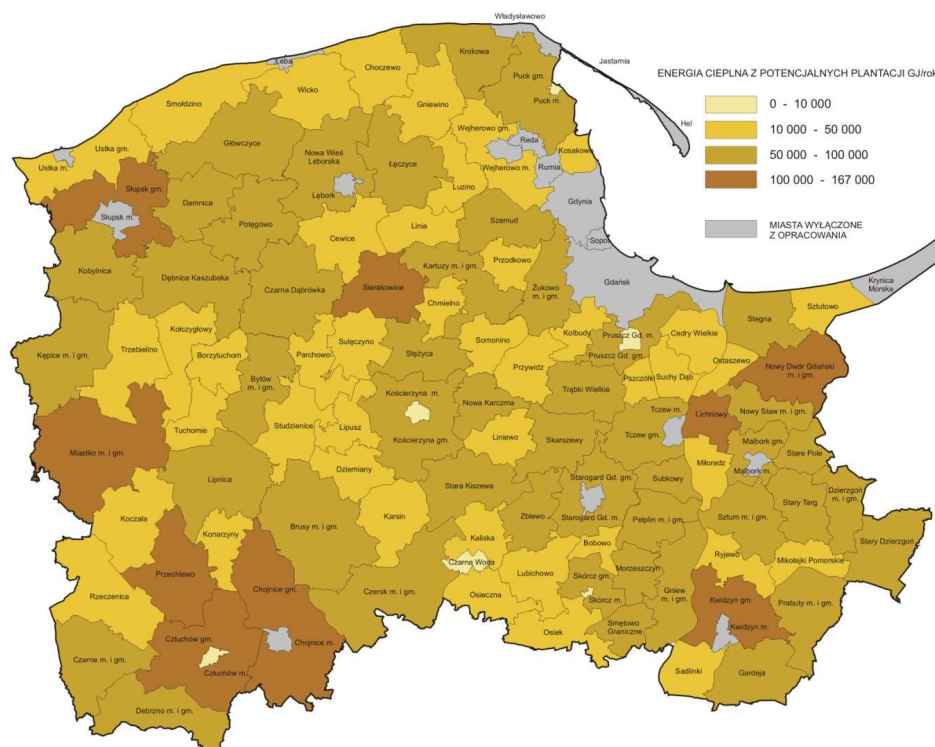 Władysławowo
Krokowa
Jastarnia
Łeba
Choczewo
ENERGIA CIEPLNA Z POTENCJALNYCH PLANTACJI GJ/rok
Puck gm.
Wicko
0 - 10 000
Puck m.
Smołdzino
Gniewino
10 000 - 50 000
Hel
Wejherowo gm.
50 000 - 100 000
Reda
Główczyce
Nowa Wieś
Lęborska
Ustka gm.
Kosakowo
Łęczyce
Ustka m.
Wejherowo m.
Rumia
100 000 - 167 000
Słupsk gm.
Luzino
Lębork
Damnica
Gdynia
Słupsk m.
Potęgowo
Linia
Szemud
MIASTA WYŁĄCZONE
Z OPRACOWANIA
Cewice
Sopot
Przodkowo
Kobylnica
Dębnica Kaszubska
Kartuzy m. i gm.
Krynica
Morska
Sierakowice
Gdańsk
Czarna Dąbrówka
Żukowo
m. i gm.
Chmielno
Sztutowo
Stegna
Kołczygłowy
Kolbudy
Pruszcz Gd. m.
Cedry Wielkie
Trzebielino
Sulęczyno
Somonino
Kępice m. i gm.
Borzytuchom
Parchowo
Stężyca
Pruszcz Gd. gm.
Ostaszewo
Przywidz
Nowy Dwór Gdański
m. i gm.
Pszczółki
Suchy Dąb
Bytów
m. i gm.
Kościerzyna m.
Trąbki Wielkie
Nowa Karczma
Lichnowy
Nowy Staw m. i gm.
Tczew m.
Studzienice
Lipusz
Tuchomie
Liniewo
Skarszewy
Tczew gm.
Kościerzyna gm.
Malbork gm.
Miastko m. i gm.
Miłoradz
Stare Pole
Dziemiany
Malbork m.
Lipnica
Stara Kiszewa
Starogard Gd. gm.
Subkowy
Dzierzgoń
m. i gm.
Stary Targ
Koczała
Brusy m. i gm.
Karsin
Zblewo
Starogard Gd. m.
Pelplin m. i gm.
Sztum m. i gm.
Konarzyny
Kaliska
Stary Dzierzgoń
Bobowo
Ryjewo
Mikołajki Pomorskie
Czarna Woda
Morzeszczyn
Przechlewo
Lubichowo
Skórcz gm.
Chojnice gm.
Czersk m. i gm.
Osieczna
Gniew
m. i gm.
Rzeczenica
Skórcz m.
Kwidzyn gm.
Prabuty m. i gm.
Smętowo
Graniczne
Kwidzyn m.
Osiek
Człuchów gm.
Chojnice m.
Czarne m. i gm.
Człuchów m.
Sadlinki
Gardeja
Debrzno m. i gm.